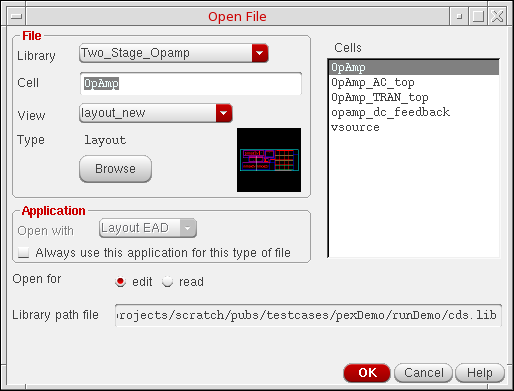 Open File
File
Library Two_Stage_Opamp
Cell OpAmp
View layout_new
Type layout
Browse
Cells
OpAmp
OpAmp_AC_top
OpAmp_TRAN_top
opamp_dc_feedback
vsource
Application
Open with Layout EAD
Always use this application for this type of file
Open for edit read
Library path file rojects/scratch/pubs/testcases/pexDemo/runDemo/cds.lib
OK Cancel Help